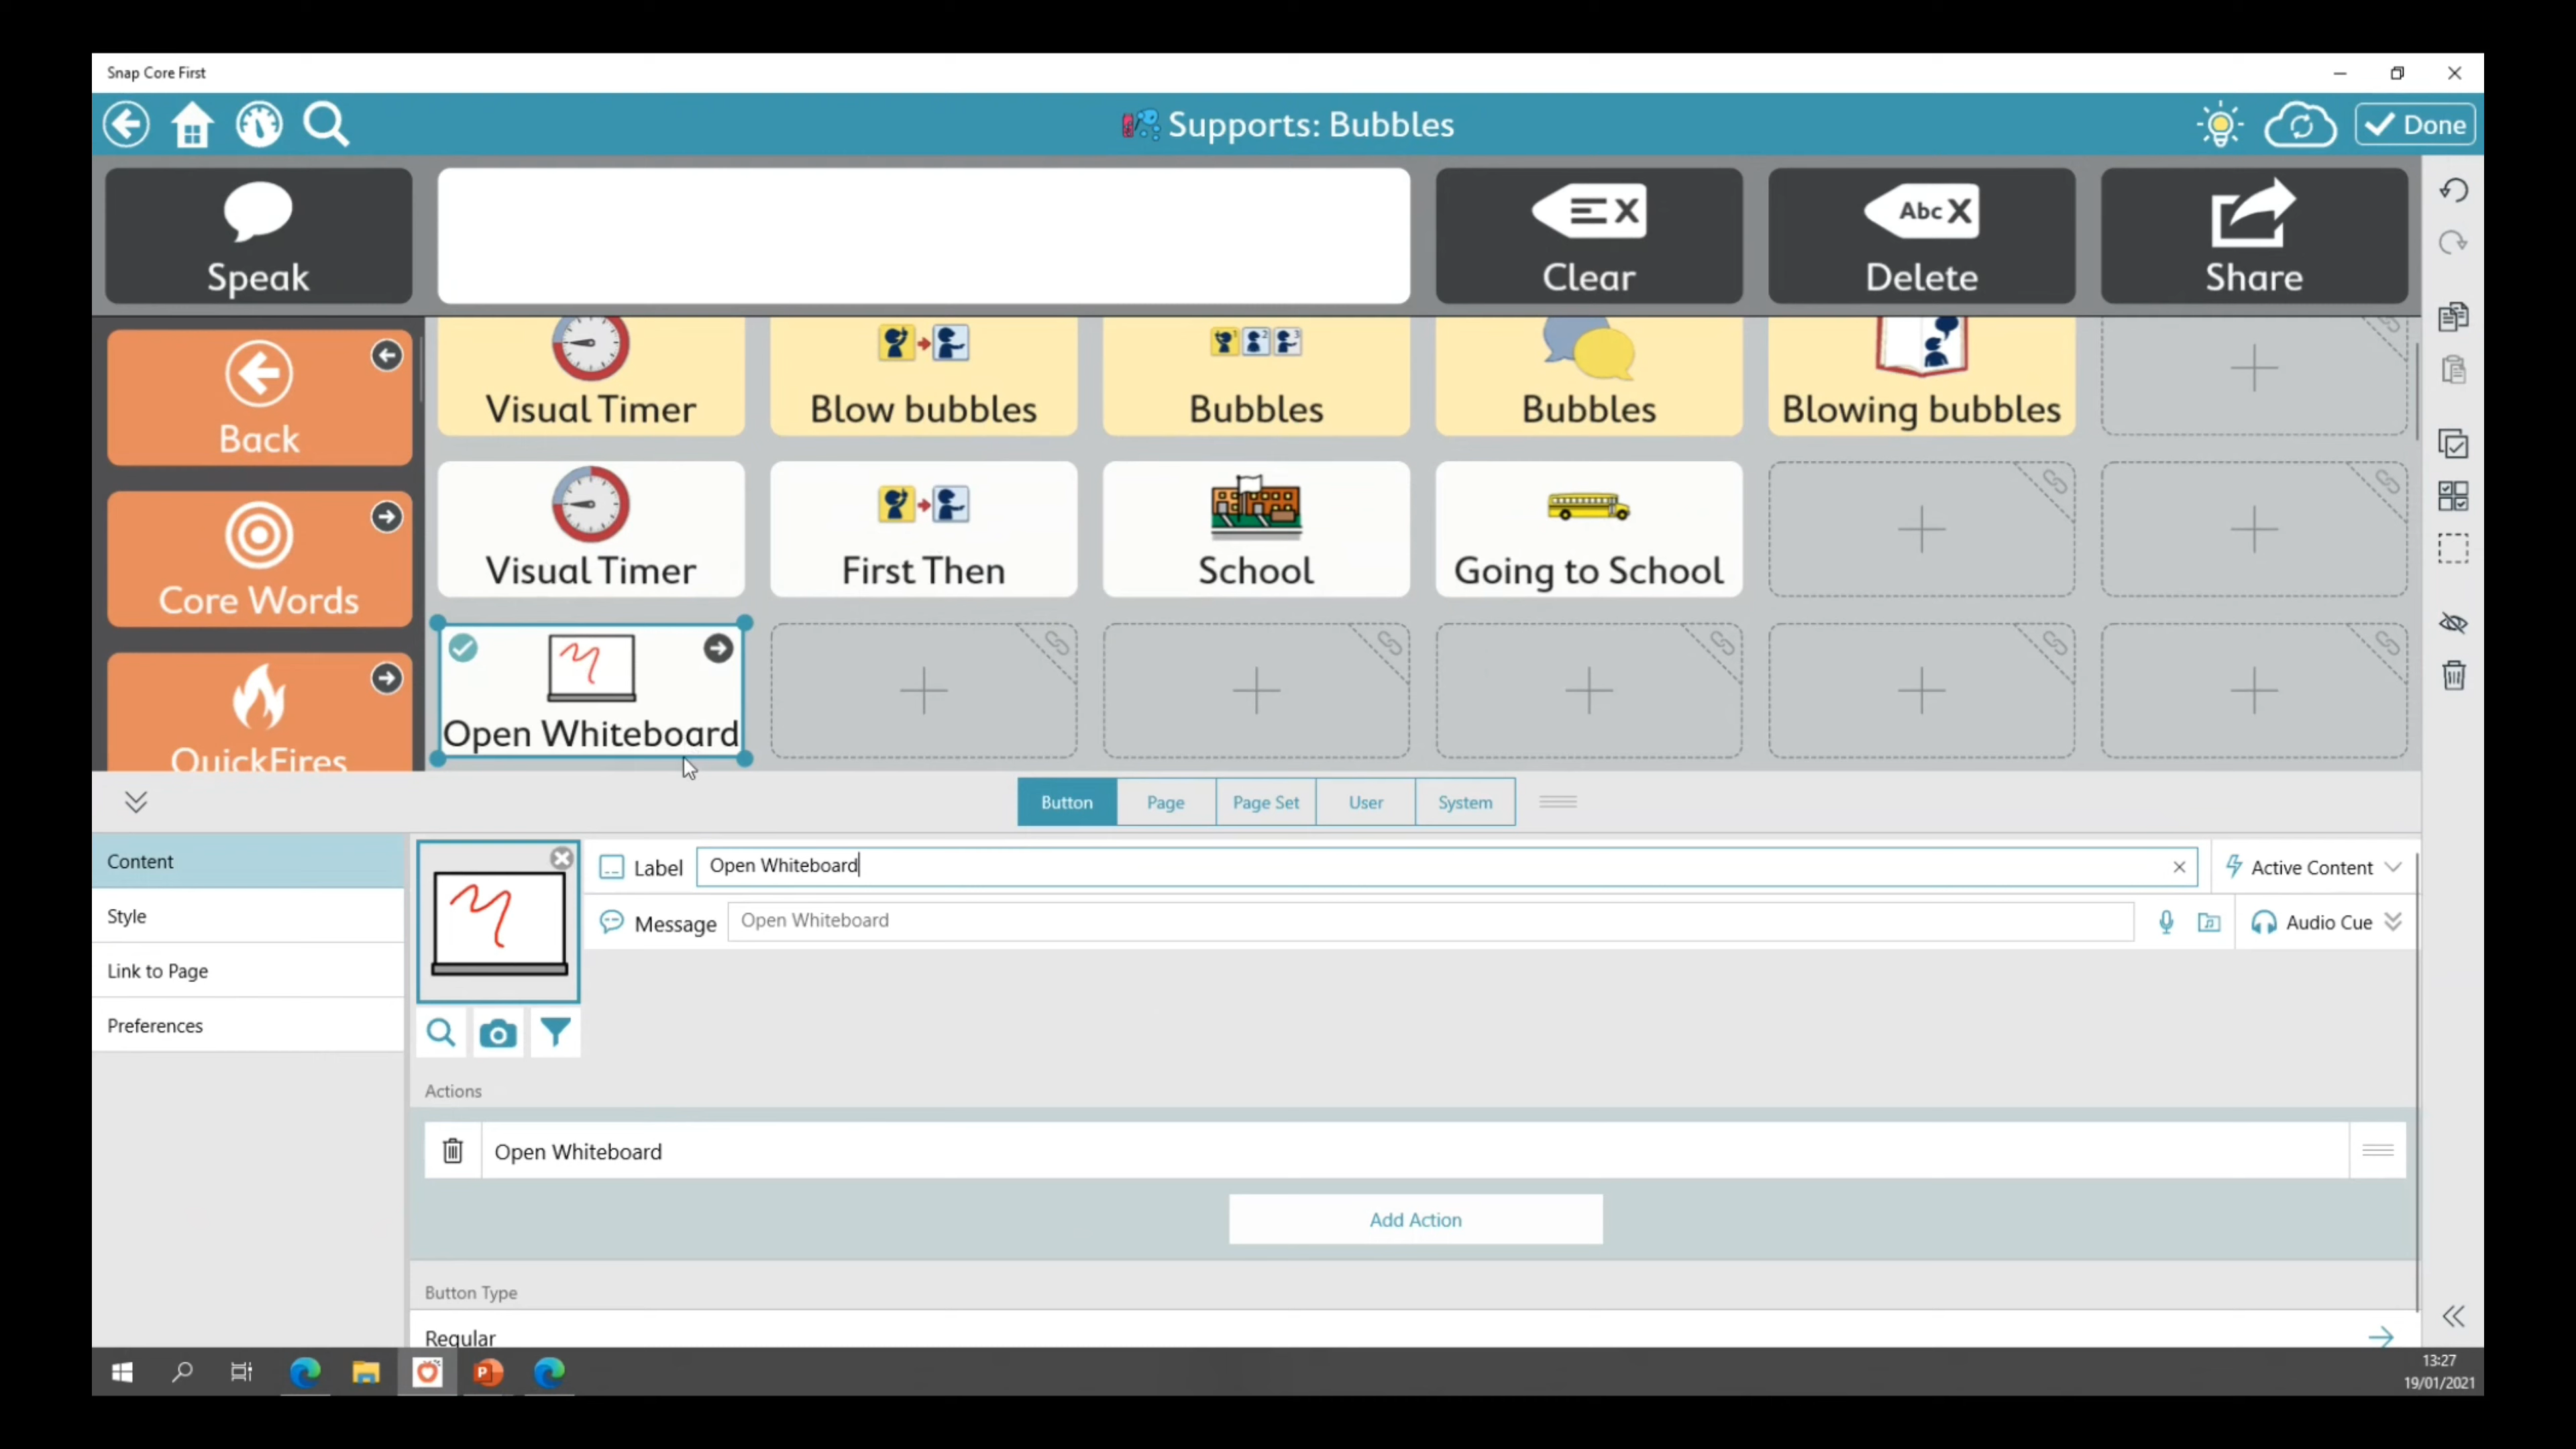 Snap Core First
Supports: Bubbles
Done
Speak
Clear
Abc X
Delete
Share
Back
Visual Timer
Blow bubbles
Bubbles
Bubbles
Blowing bubbles
Core Words
Visual Timer
First Then
School
Going to School
QuickFires
Open Whiteboard
Button
Page
Page Set
User
System
Content
Style
Link to Page
Preferences
Label
Open Whiteboard
Active Content
Message
Open Whiteboard
Audio Cue
Actions
Open Whiteboard
Add Action
Button Type
Regular
13:27
19/01/2021